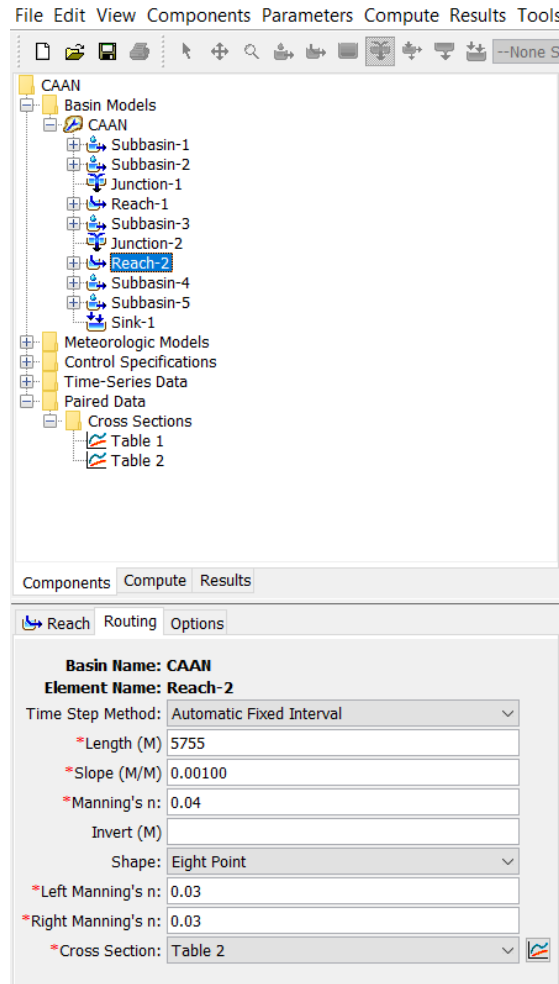 File Edit View Components Parameters Compute Results Tools
--None S
CAAN
Basin Models
CAAN
Subbasin-1
Subbasin-2
Junction-1
Reach-1
Subbasin-3
Junction-2
Reach-2
Subbasin-4
Subbasin-5
Sink-1
Meteorologic Models
Control Specifications
Time-Series Data
Paired Data
Cross Sections
Table 1
Table 2
Components Compute Results
Reach Routing Options
Basin Name: CAAN
Element Name: Reach-2
Time Step Method: Automatic Fixed Interval
*Length (M) 5755
*Slope (M/M) 0.00100
*Manning's n: 0.04
Invert (M)
Shape: Eight Point
*Left Manning's n: 0.03
*Right Manning's n: 0.03
*Cross Section: Table 2